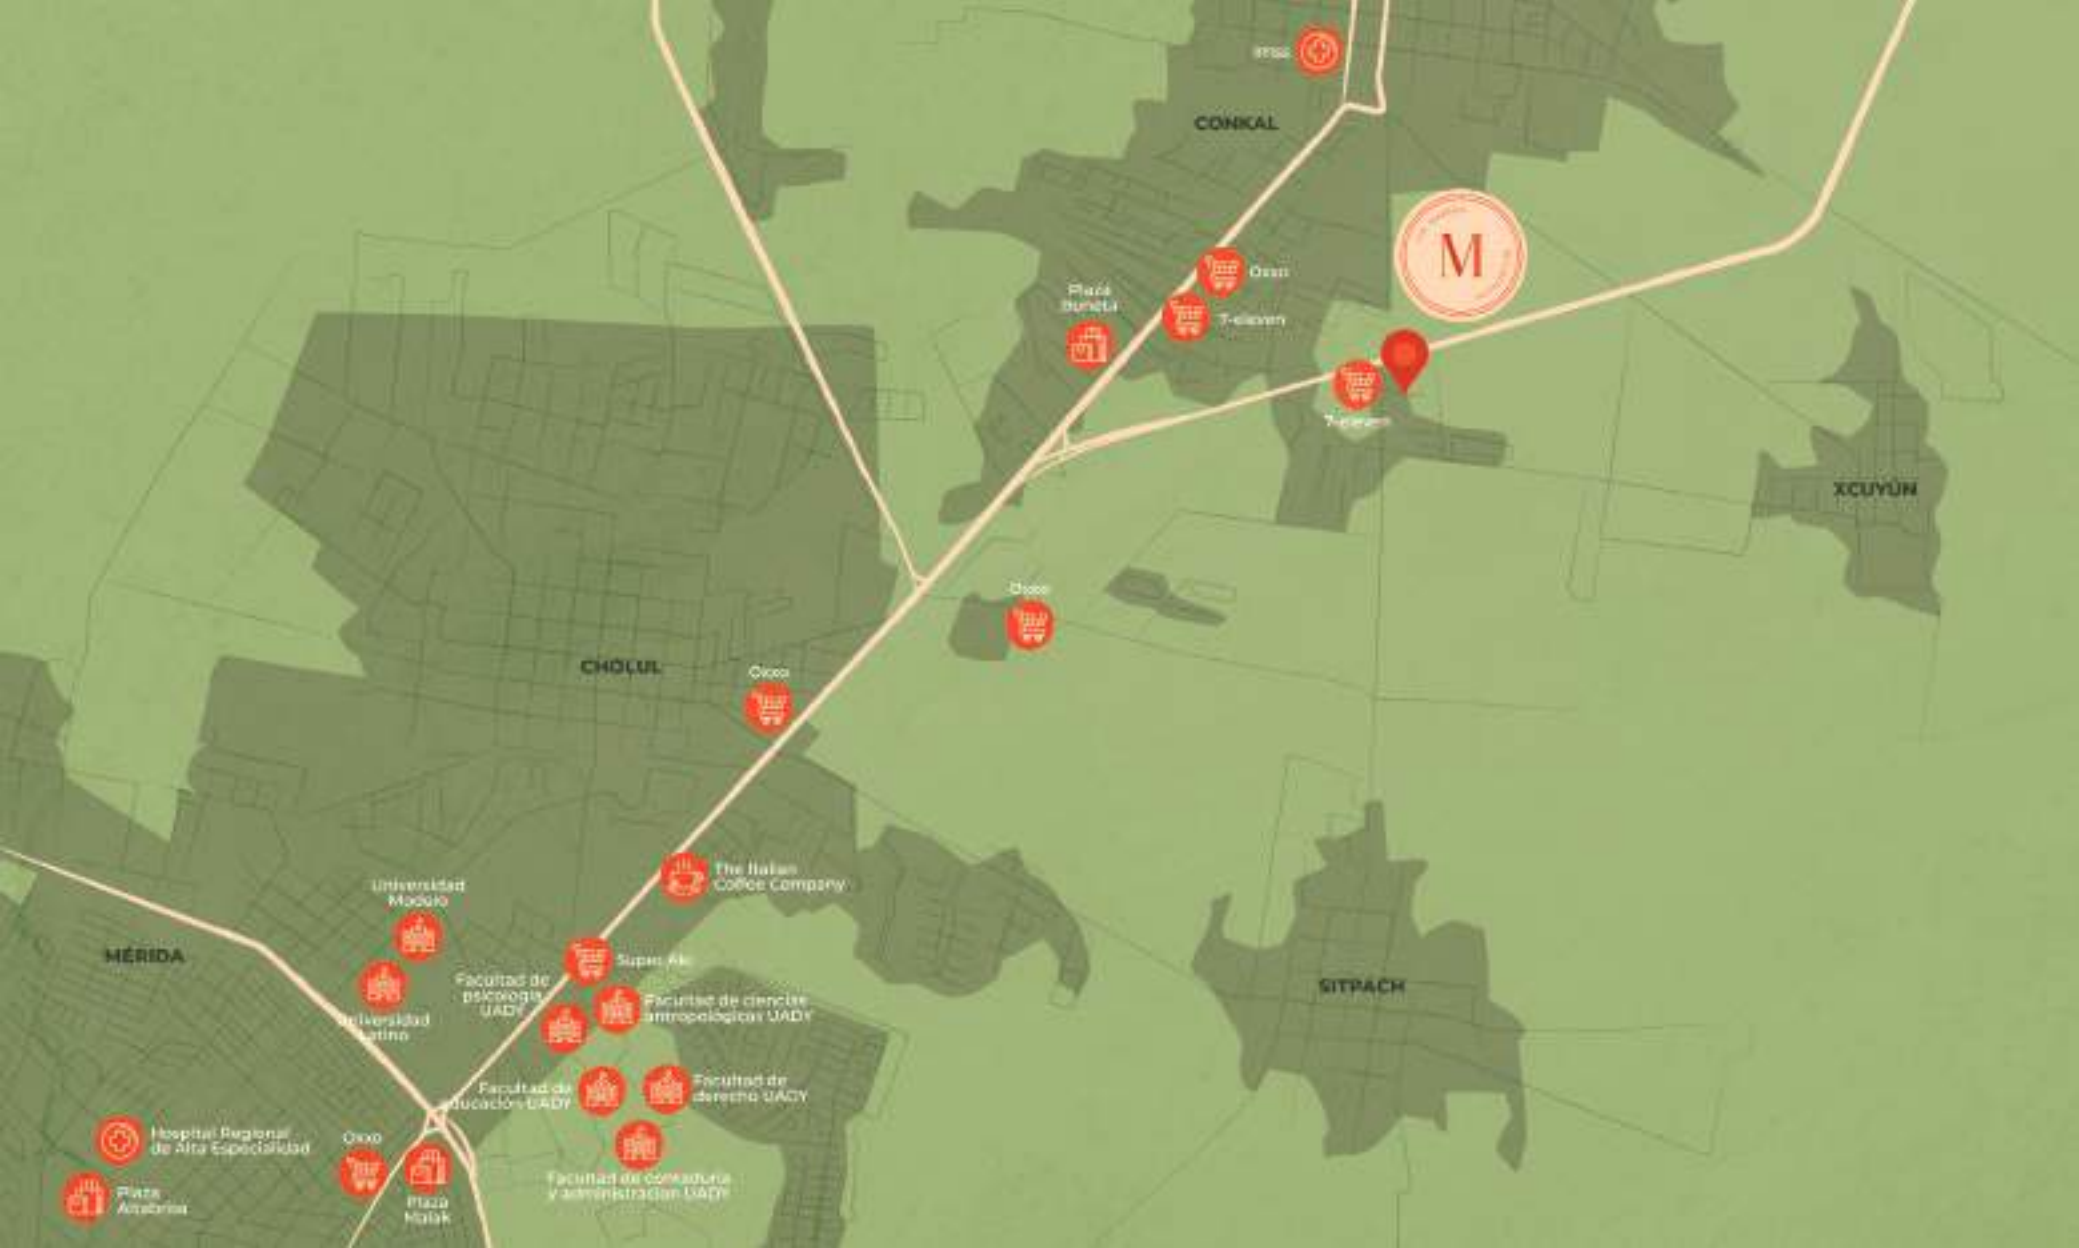 imss
CONKAL
M
Oxxo
Plaza
7-eleven
7-eleven
XCUYÚN
Oxxo
CHOLUL
Oxxo
The Italian
Coffee Company
Universidad
Modelo
MÉRIDA
Super Aki
Facultad de
psicología
UADY
Facultad de ciencias
antropológicas UADY
SITPACH
Universidad
Latino
Facultad de
educación UADY
Facultad de
derecho UADY
Hospital Regional
de Alta Especialidad
Oxxo
Facultad de contaduría
y administración UADY
Plaza
Altabrisa
Plaza
Malak